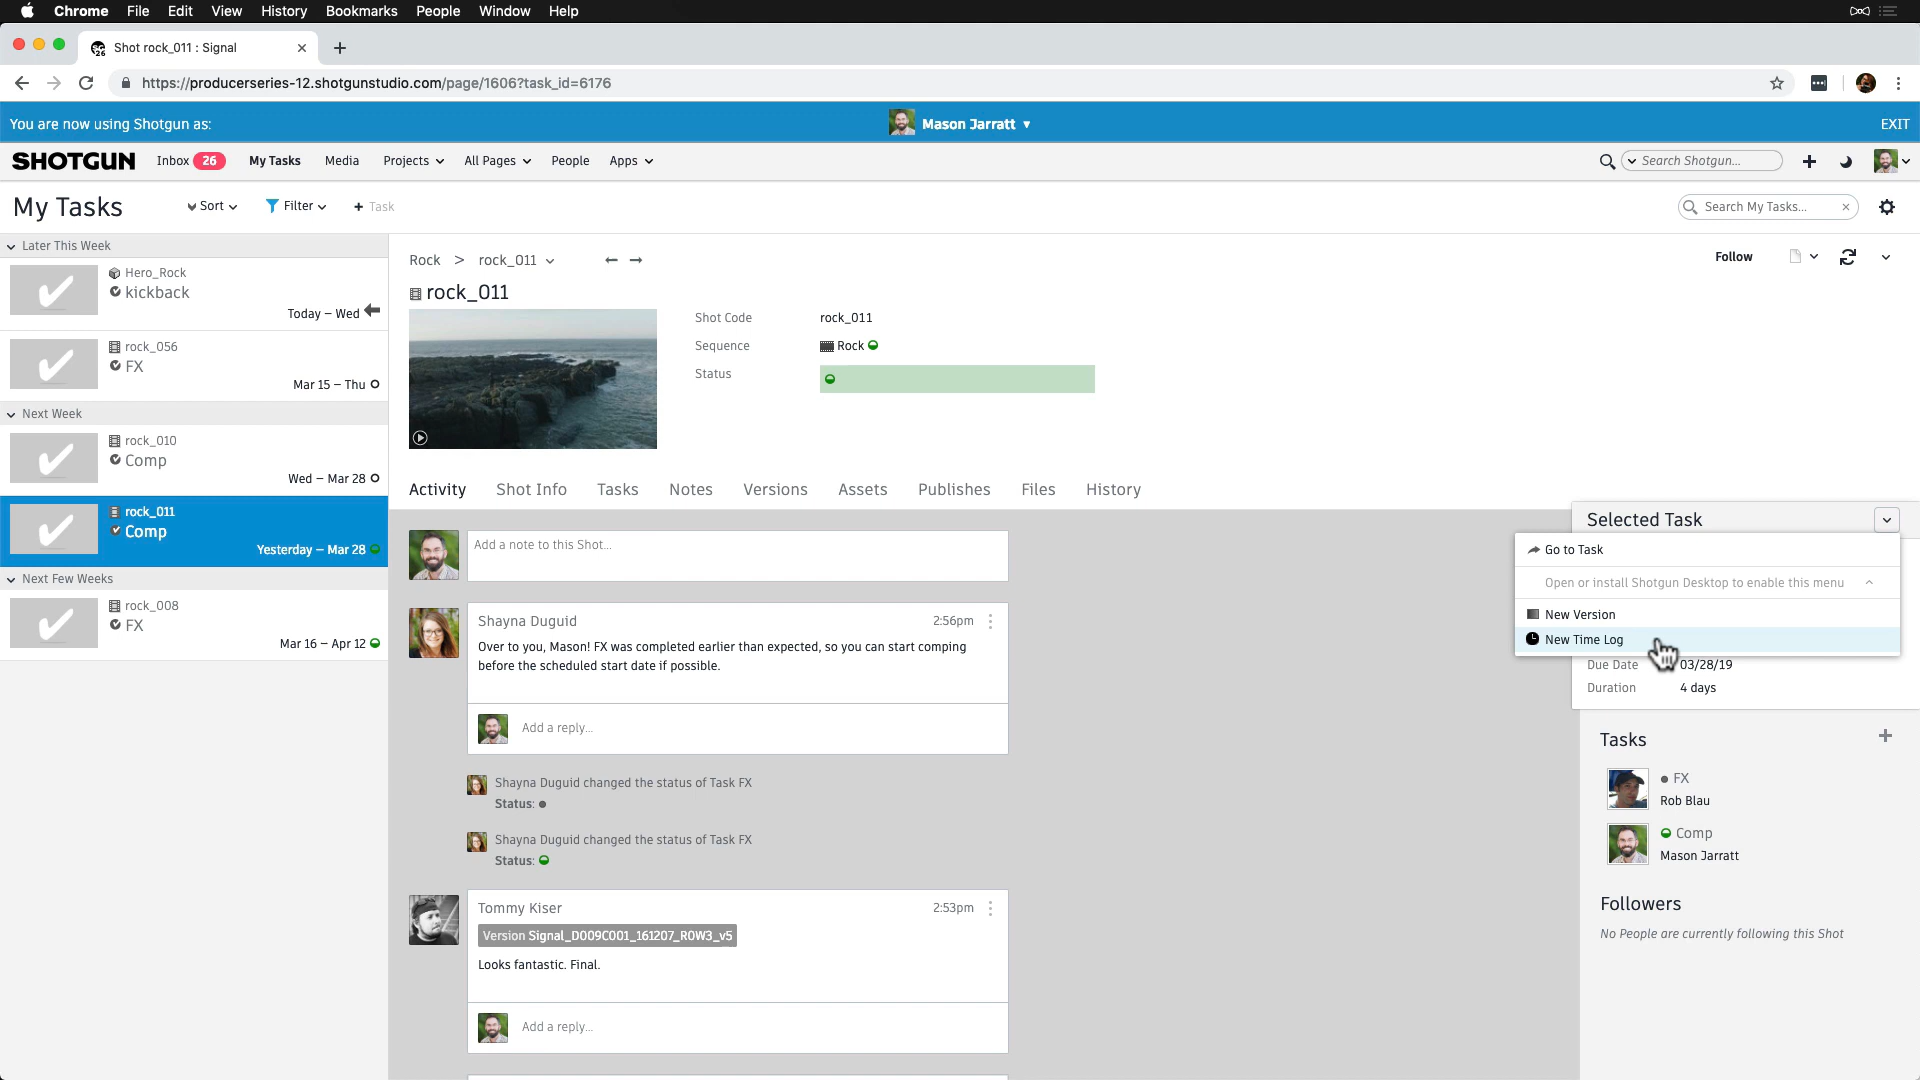 Chrome File Edit View History Bookmarks People Window Help
Shot rock_011 : Signal
https://producerseries-12.shotgunstudio.com/page/1606?task_id=6176
You are now using Shotgun as:
Mason Jarratt
EXIT
SHOTGUN Inbox 26 My Tasks Media Projects All Pages People Apps
Search Shotgun...
My Tasks Sort Filter + Task
Search My Tasks...
Later This Week
Hero_Rock
kickback
Today – Wed
rock_056
FX
Mar 15 – Thu
Next Week
rock_010
Comp
Wed – Mar 28
rock_011
Comp
Yesterday – Mar 28
Next Few Weeks
rock_008
FX
Mar 16 – Apr 12
Rock > rock_011
Follow
rock_011
Shot Code rock_011
Sequence Rock
Status
Activity Shot Info Tasks Notes Versions Assets Publishes Files History
Add a note to this Shot...
Shayna Duguid 2:56pm
Over to you, Mason! FX was completed earlier than expected, so you can start comping
before the scheduled start date if possible.
Add a reply...
Shayna Duguid changed the status of Task FX
Status:
Shayna Duguid changed the status of Task FX
Status:
Tommy Kiser 2:53pm
Version Signal_D009C001_161207_R0W3_v5
Looks fantastic. Final.
Add a reply...
Selected Task
Go to Task
Open or install Shotgun Desktop to enable this menu
New Version
New Time Log
Due Date 03/28/19
Duration 4 days
Tasks
FX
Rob Blau
Comp
Mason Jarratt
Followers
No People are currently following this Shot